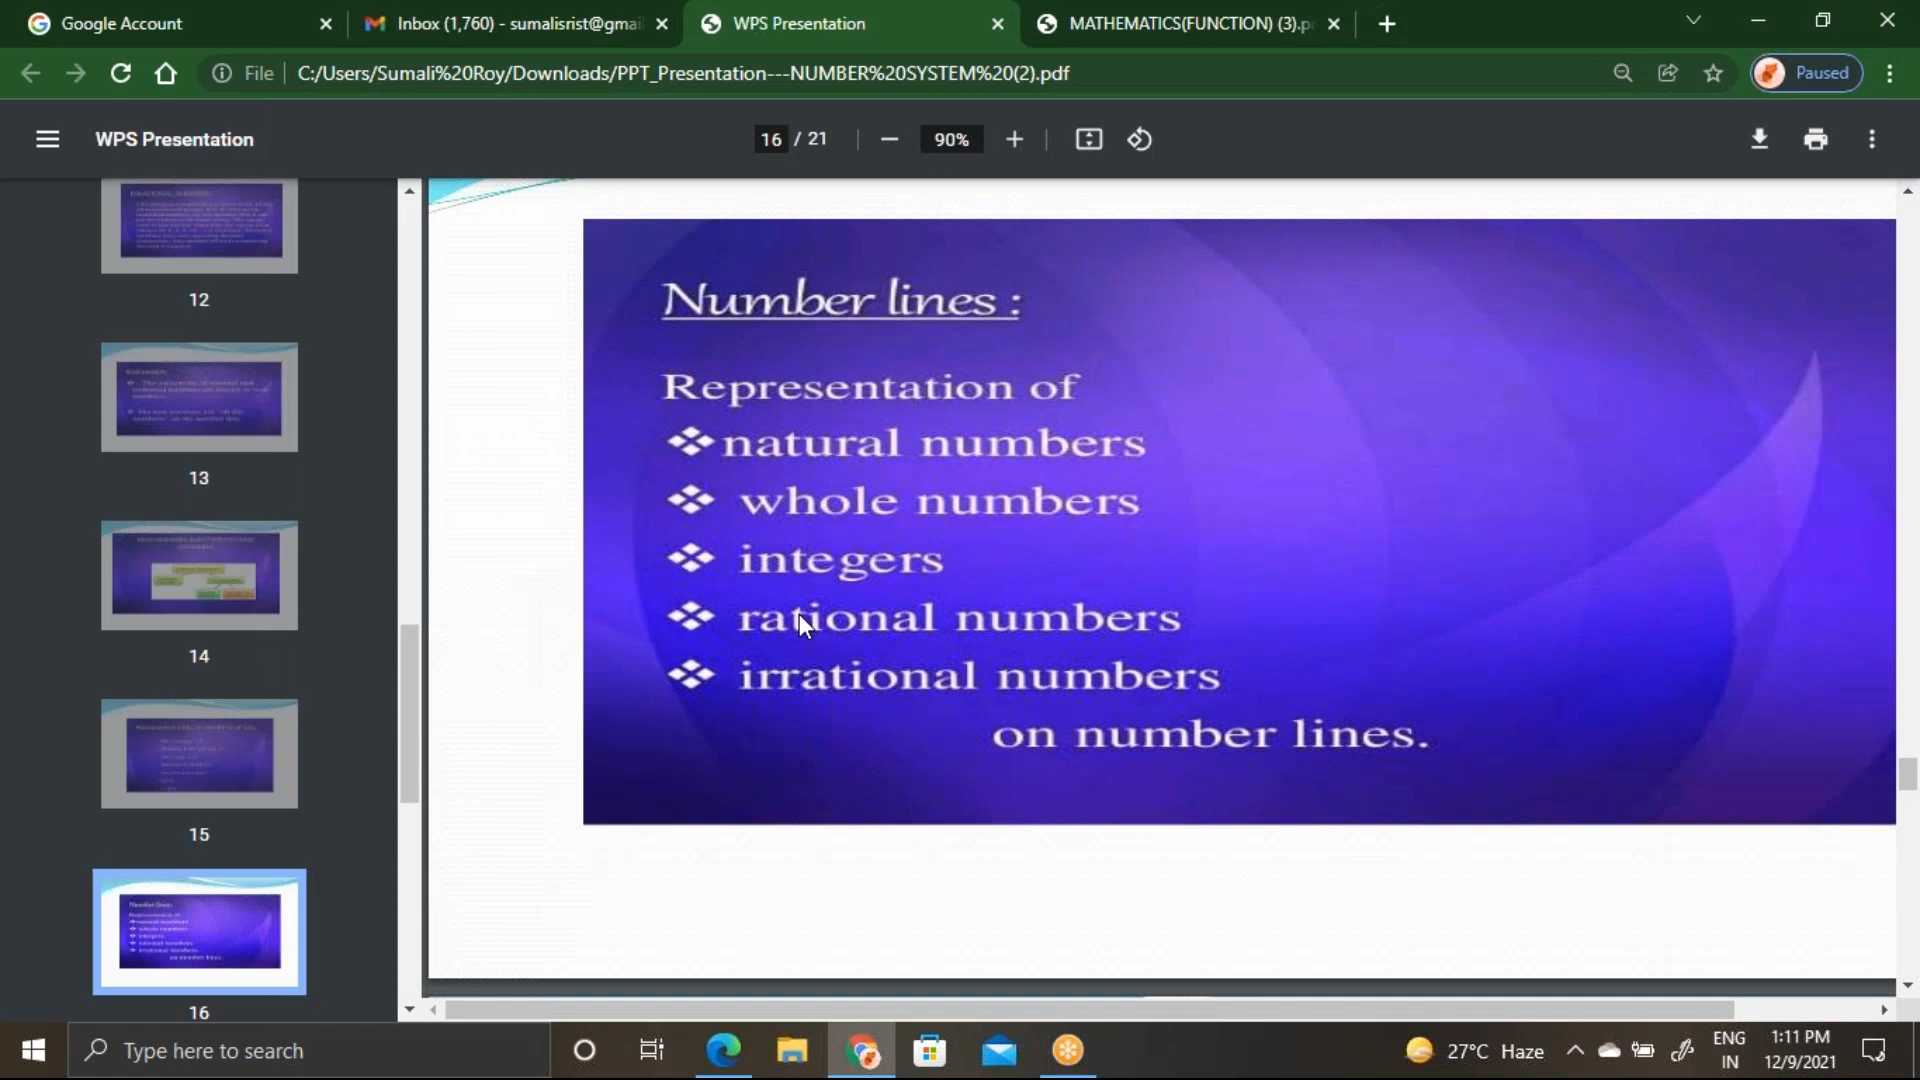 Google Account
Inbox (1,760) - sumalisrist@gmai
WPS Presentation
MATHEMATICS(FUNCTION) (3).p
File
C:/Users/Sumali%20Roy/Downloads/PPT_Presentation---NUMBER%20SYSTEM%20(2).pdf
Paused
WPS Presentation
16 / 21
90%
12
13
14
15
16
Number lines :
Representation of
❖natural numbers
❖ whole numbers
❖ integers
❖ rational numbers
❖ irrational numbers
on number lines.
Type here to search
27°C Haze
ENG
IN
1:11 PM
12/9/2021